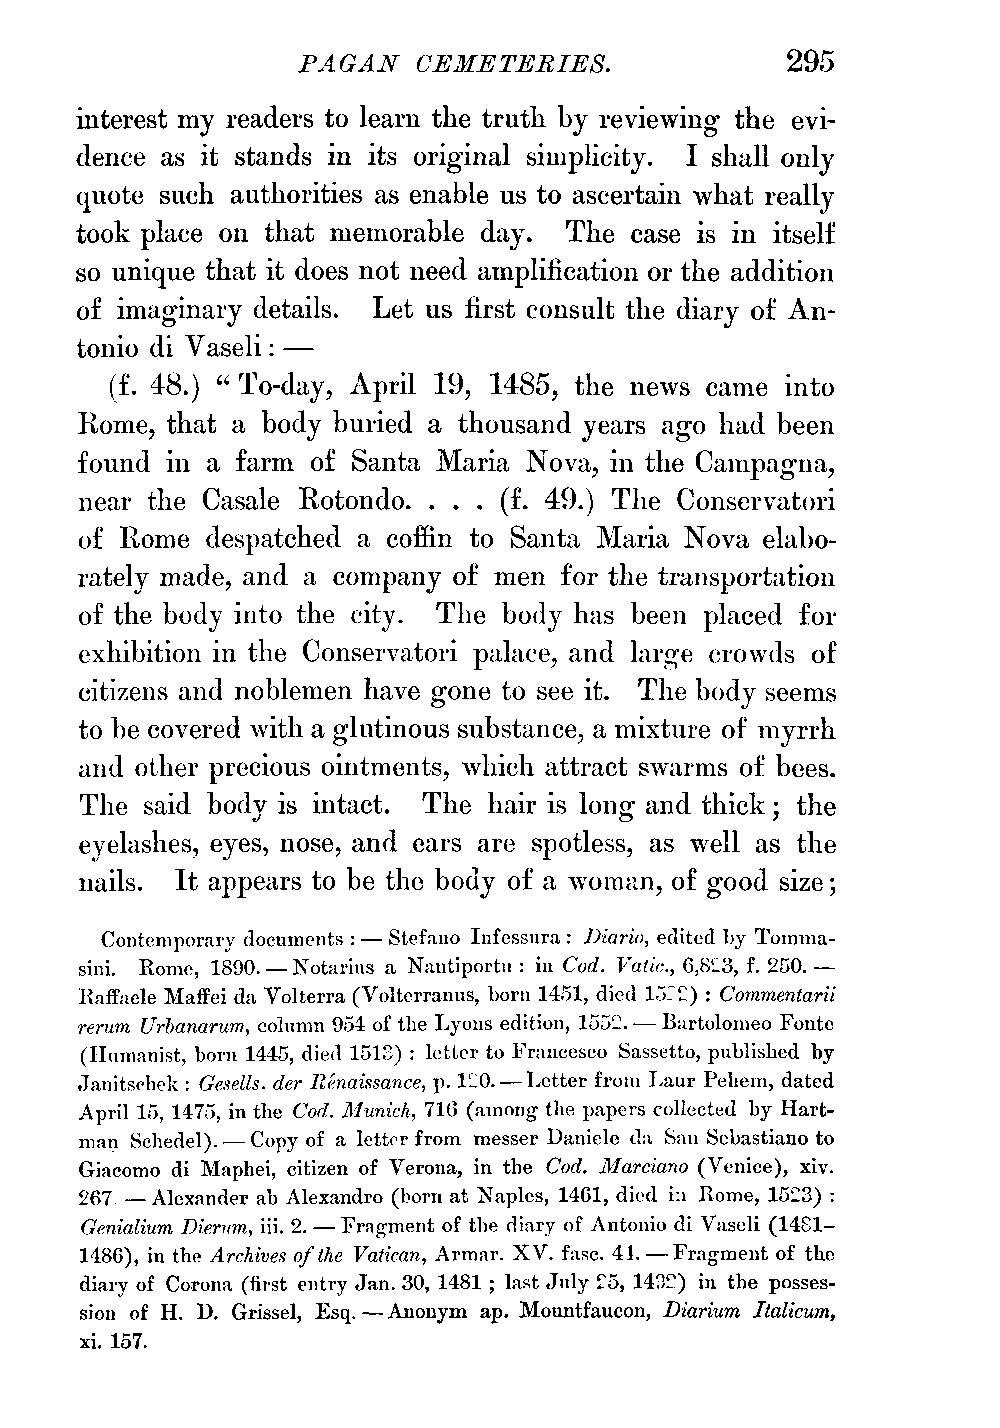 PAGAN CEMETERIES. 295
interest my readers to learn the truth by reviewing the evi-
dence as it stands in its original simplicity. I shall only
quote such authorities as enable us to ascertain what really
took place on that memorable day. The case is in itself
so unique that it does not need amplification or the addition
of imaginary details. Let us first consult the diary of An-
tonio di Vaseli: —
(f. 48.) “To-day, April 19, 1485, the news came into
Rome, that a body buried a thousand years ago had been
found in a farm of Santa Maria Nova, in the Campagna,
near the Casale Rotondo. . . . (f. 49.) The Conservatori
of Rome despatched a coffin to Santa Maria Nova elabo-
rately made, and a company of men for the transportation
of the body into the city. The body has been placed for
exhibition in the Conservatori palace, and large crowds of
citizens and noblemen have gone to see it. The body seems
to be covered with a glutinous substance, a mixture of myrrh
and other precious ointments, which attract swarms of bees.
The said body is intact. The hair is long and thick; the
eyelashes, eyes, nose, and ears are spotless, as well as the
nails. It appears to be the body of a woman, of good size;
Contemporary documents: — Stefano Infessura: Diario, edited by Tomma-
sini. Rome, 1890. — Notarius a Nantiportu: in Cod. Vatic., 6,823, f. 250. —
Raffaele Maffei da Volterra (Volterranus, born 1451, died 1522): Commentarii
rerum Urbanarum, column 954 of the Lyons edition, 1552. — Bartolomeo Fonte
(Humanist, born 1445, died 1513): letter to Francesco Sassetto, published by
Janitschek: Gesells. der Rénaissance, p. 120. — Letter from Laur Pehem, dated
April 15, 1475, in the Cod. Munich, 716 (among the papers collected by Hart-
man Schedel). — Copy of a letter from messer Daniele da San Sebastiano to
Giacomo di Maphei, citizen of Verona, in the Cod. Marciano (Venice), xiv.
267. — Alexander ab Alexandro (born at Naples, 1461, died in Rome, 1523):
Genialium Dierum, iii. 2. — Fragment of the diary of Antonio di Vaseli (1481–
1486), in the Archives of the Vatican, Armar. XV. fasc. 41. — Fragment of the
diary of Corona (first entry Jan. 30, 1481; last July 25, 1492) in the posses-
sion of H. D. Grissel, Esq. — Anonym ap. Mountfaucon, Diarium Italicum,
xi. 157.